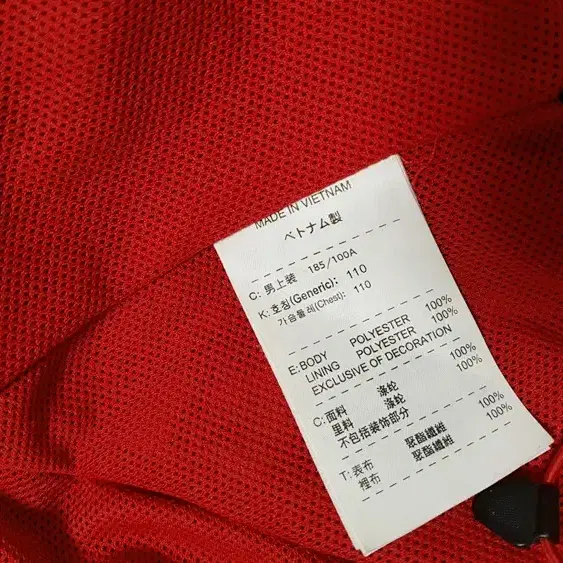 MADE IN VIETNAM
ベトナム製
C: 男上装 185/100A
K: 호칭(Generic): 110
가슴둘레(Chest): 110
E: BODY POLYESTER 100%
LINING POLYESTER 100%
EXCLUSIVE OF DECORATION
C: 面料 涤纶 100%
里料 涤纶 100%
不包括装饰部分
T: 表布 聚酯纖維 100%
裡布 聚酯纖維 100%